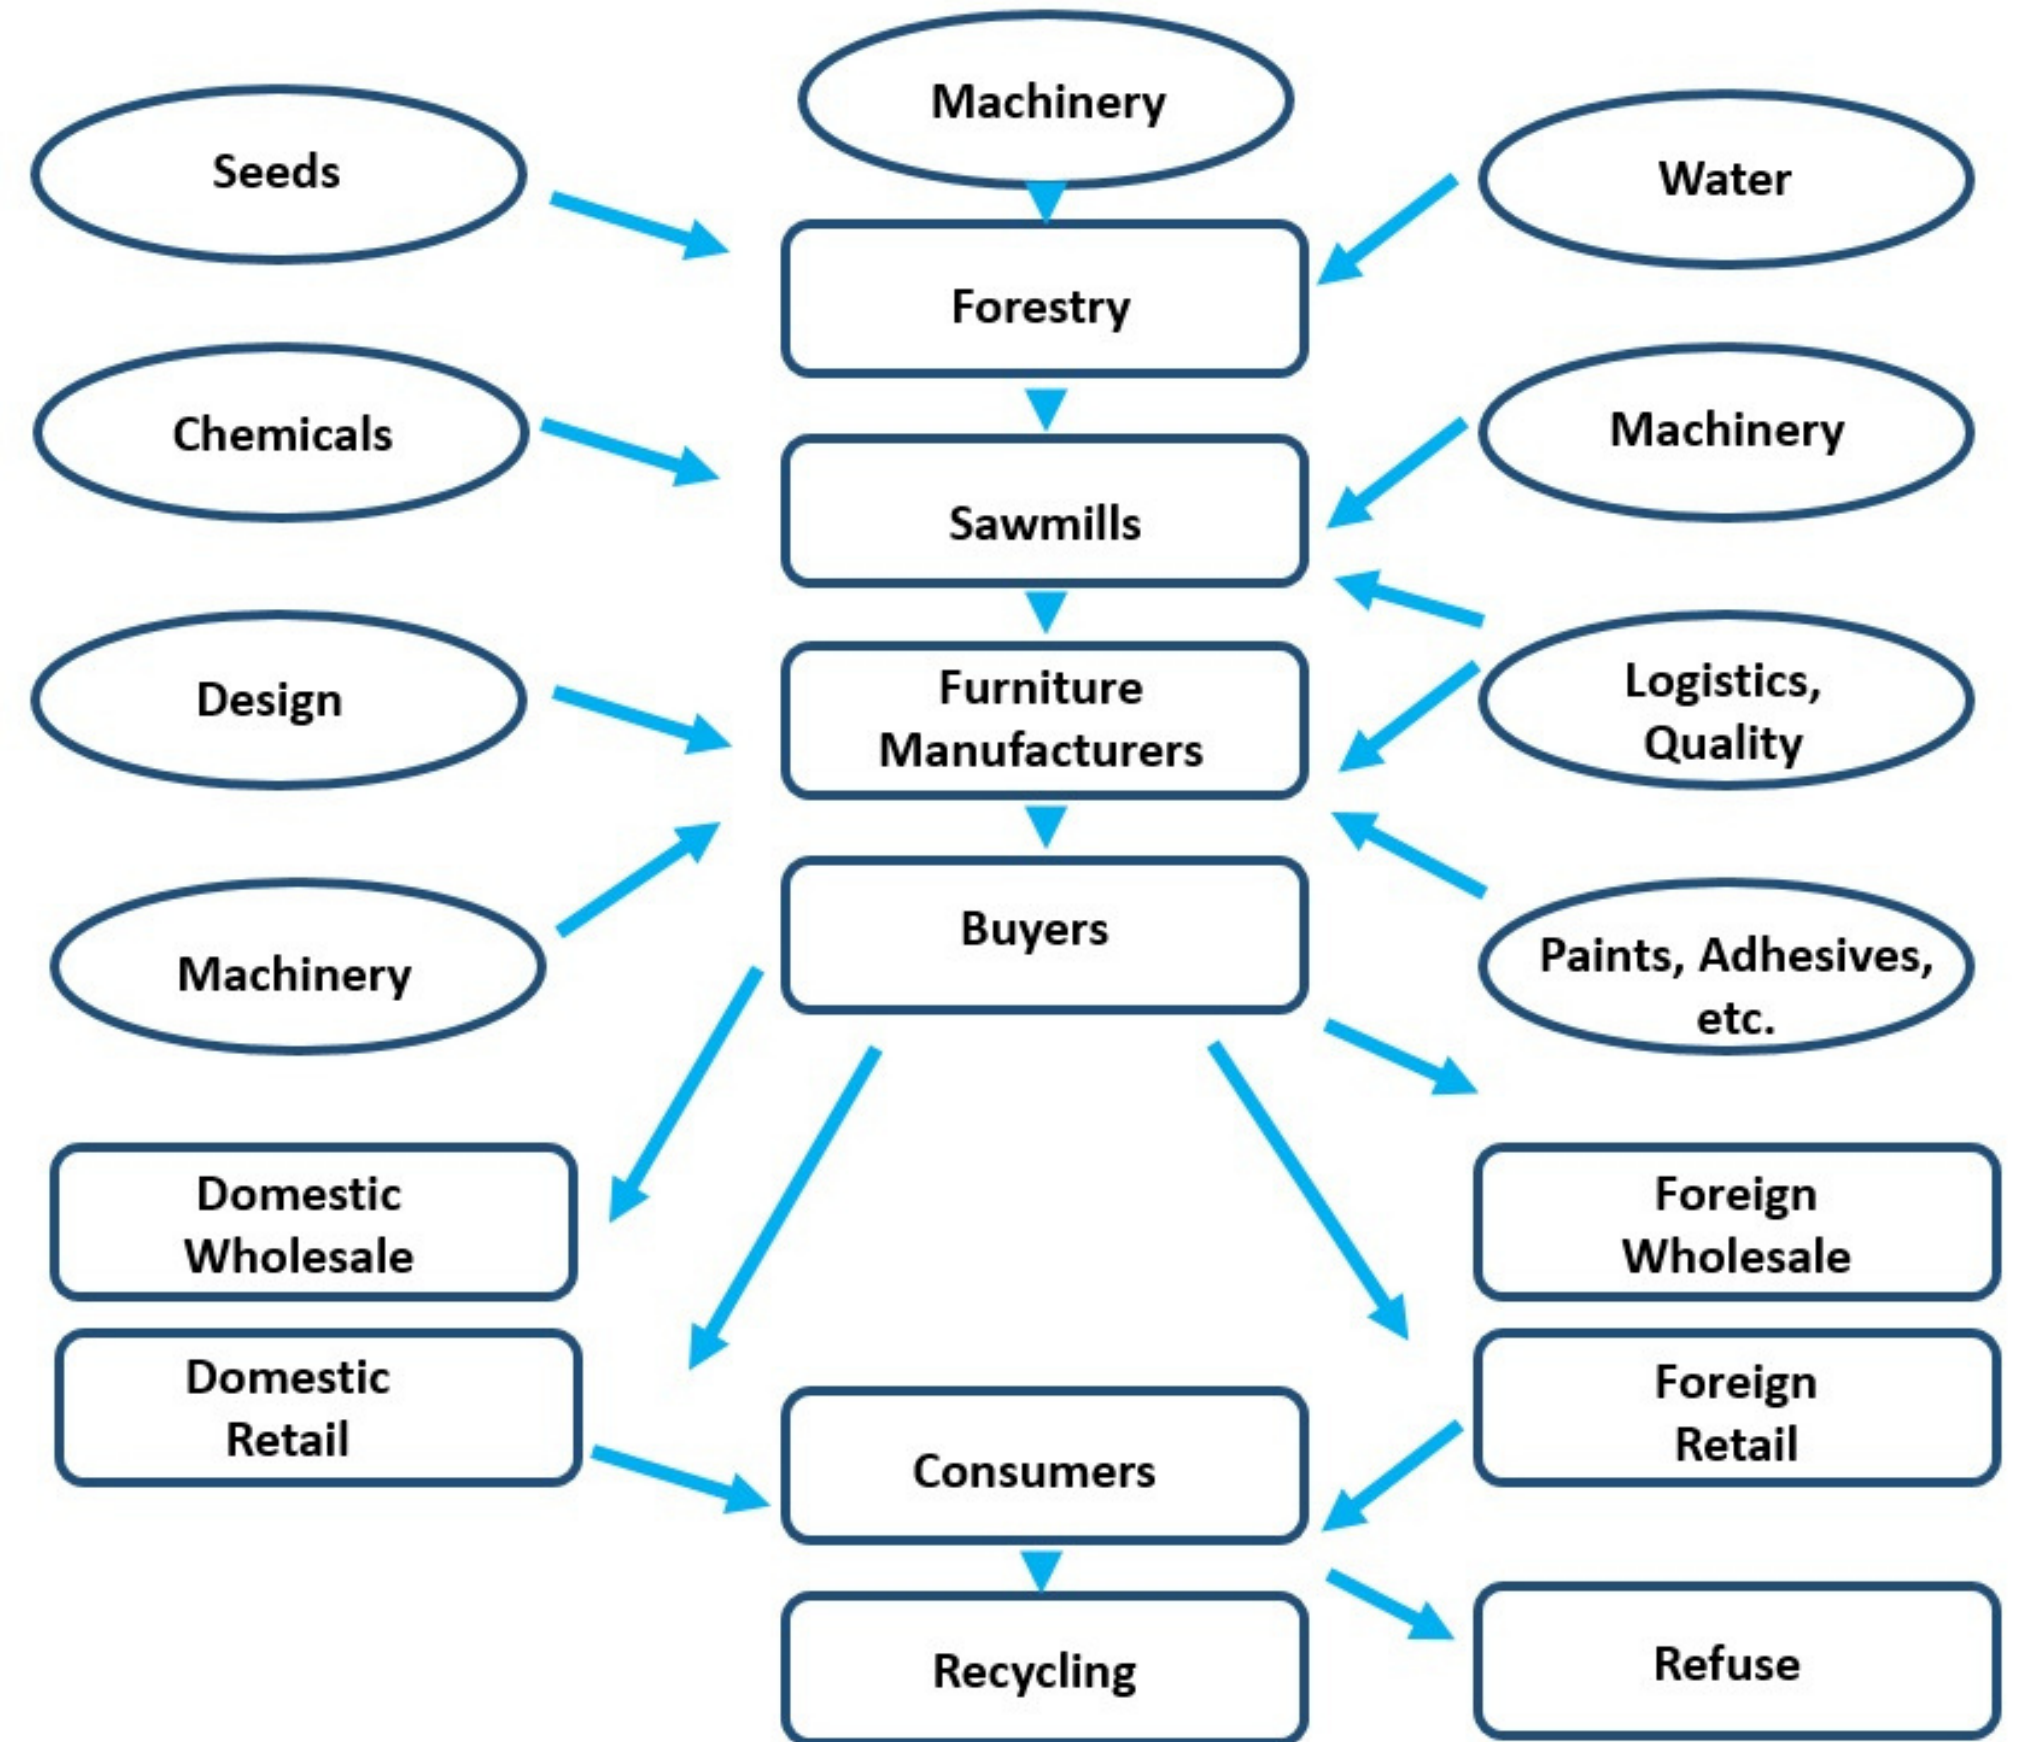 Machinery
Seeds
Water
Forestry
Chemicals
Machinery
Sawmills
Design
Furniture
Manufacturers
Logistics,
Quality
Machinery
Buyers
Paints, Adhesives,
etc.
Domestic
Wholesale
Foreign
Wholesale
Domestic
Retail
Foreign
Retail
Consumers
Recycling
Refuse